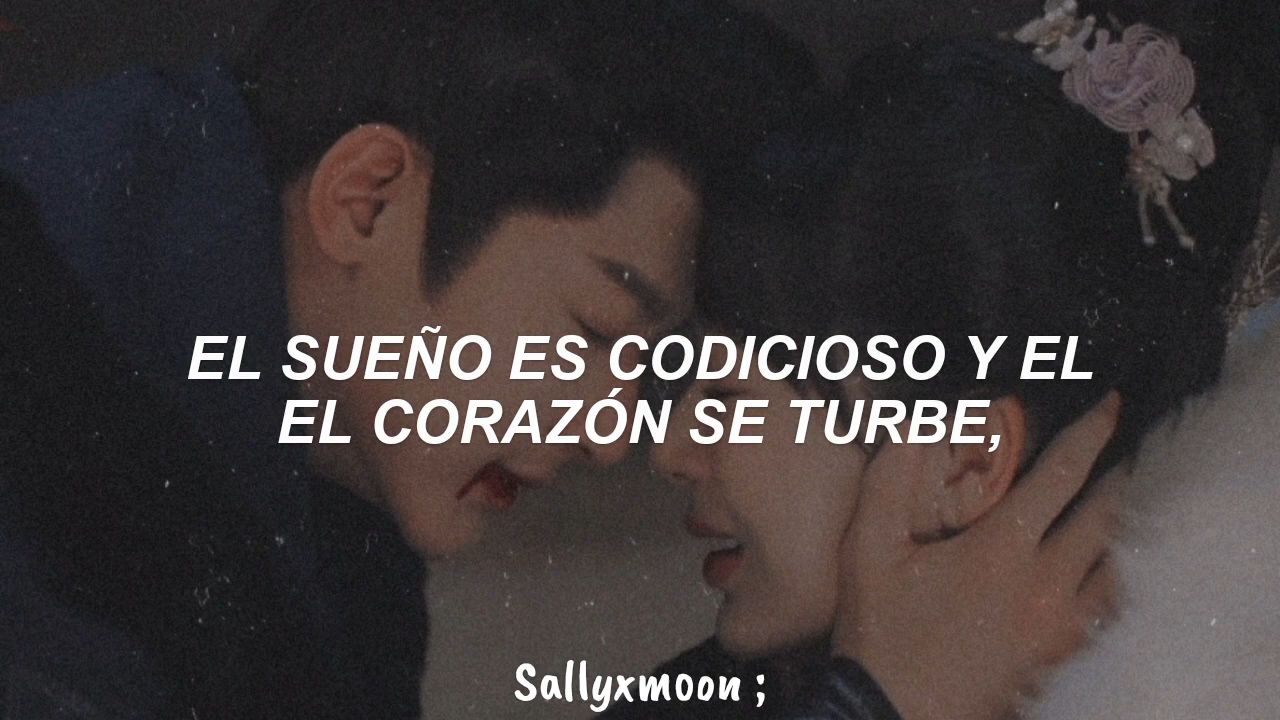 EL SUEÑO ES CODICIOSO Y EL
EL CORAZÓN SE TURBE,
Sallyxmoon ;